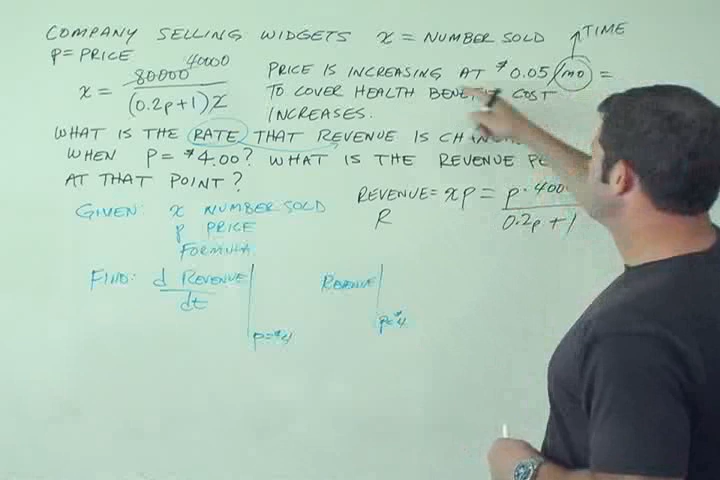 COMPANY SELLING WIDGETS x = NUMBER SOLD
TIME
p = PRICE
x = 80000 40000 / (0.2p+1) 2
PRICE IS INCREASING AT $0.05/mo =
TO COVER HEALTH BENEFIT COST
INCREASES.
WHAT IS THE RATE THAT REVENUE IS
WHEN P = $4.00? WHAT IS THE REVENUE
AT THAT POINT?
REVENUE = xp = p·400 / 0.2p+1
R
GIVEN: x NUMBER SOLD
p PRICE
FORMULA
FIND: d REVENUE / dt | p=$4
REVENUE | p=$4